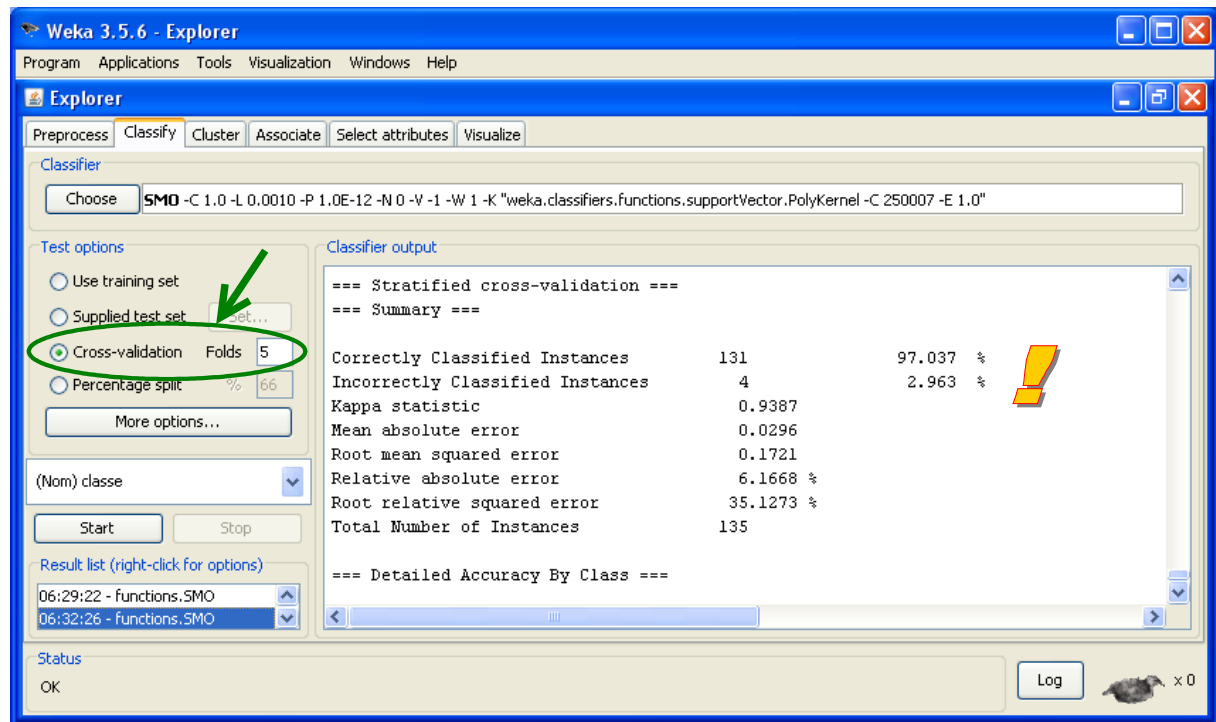 Weka 3.5.6 - Explorer
Program Applications Tools Visualization Windows Help
Explorer
Preprocess Classify Cluster Associate Select attributes Visualize
Classifier
Choose SMO -C 1.0 -L 0.0010 -P 1.0E-12 -N 0 -V -1 -W 1 -K "weka.classifiers.functions.supportVector.PolyKernel -C 250007 -E 1.0"
Test options
Use training set
Supplied test set Set...
Cross-validation Folds 5
Percentage split % 66
More options...
(Nom) classe
Start Stop
Result list (right-click for options)
06:29:22 - functions.SMO
06:32:26 - functions.SMO
Classifier output
=== Stratified cross-validation ===
=== Summary ===
Correctly Classified Instances 131 97.037 %
Incorrectly Classified Instances 4 2.963 %
Kappa statistic 0.9387
Mean absolute error 0.0296
Root mean squared error 0.1721
Relative absolute error 6.1668 %
Root relative squared error 35.1273 %
Total Number of Instances 135
=== Detailed Accuracy By Class ===
!
Status
OK
Log x 0